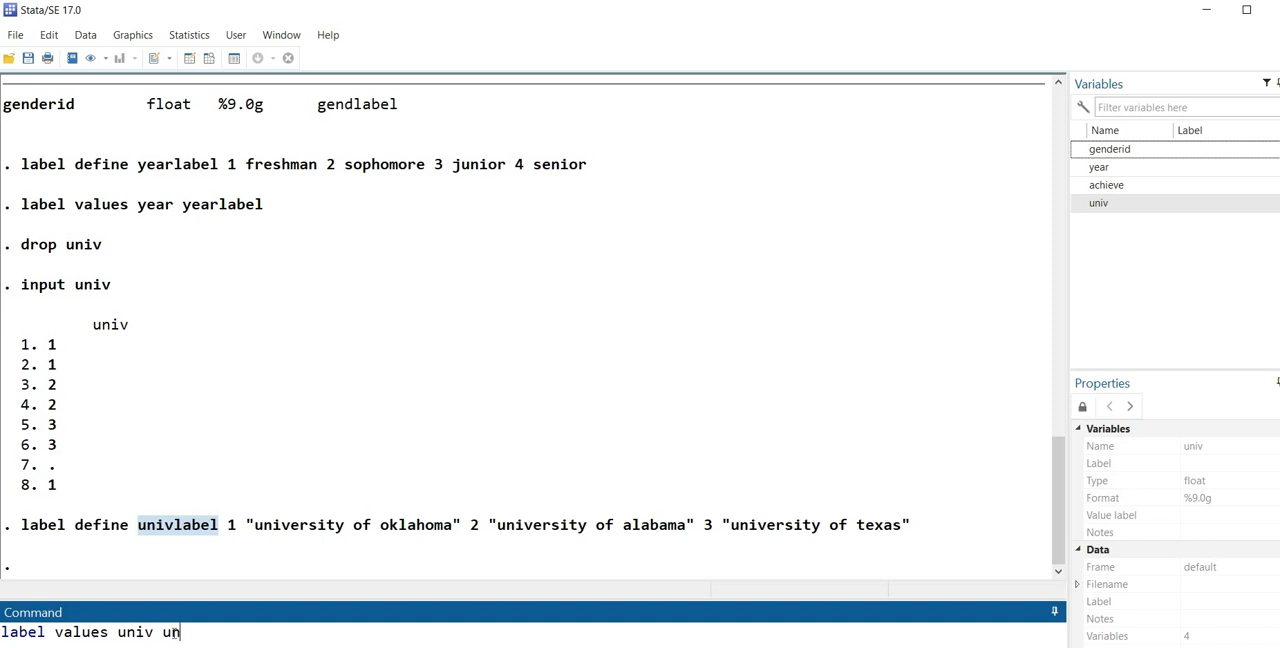 Stata/SE 17.0
File Edit Data Graphics Statistics User Window Help
genderid float %9.0g gendlabel
. label define yearlabel 1 freshman 2 sophomore 3 junior 4 senior
. label values year yearlabel
. drop univ
. input univ
univ
1. 1
2. 1
3. 2
4. 2
5. 3
6. 3
7. .
8. 1
. label define univlabel 1 "university of oklahoma" 2 "university of alabama" 3 "university of texas"
.
Command
label values univ un
Variables
Filter variables here
Name Label
genderid
year
achieve
univ
Properties
Variables
Name univ
Label
Type float
Format %9.0g
Value label
Notes
Data
Frame default
Filename
Label
Notes
Variables 4